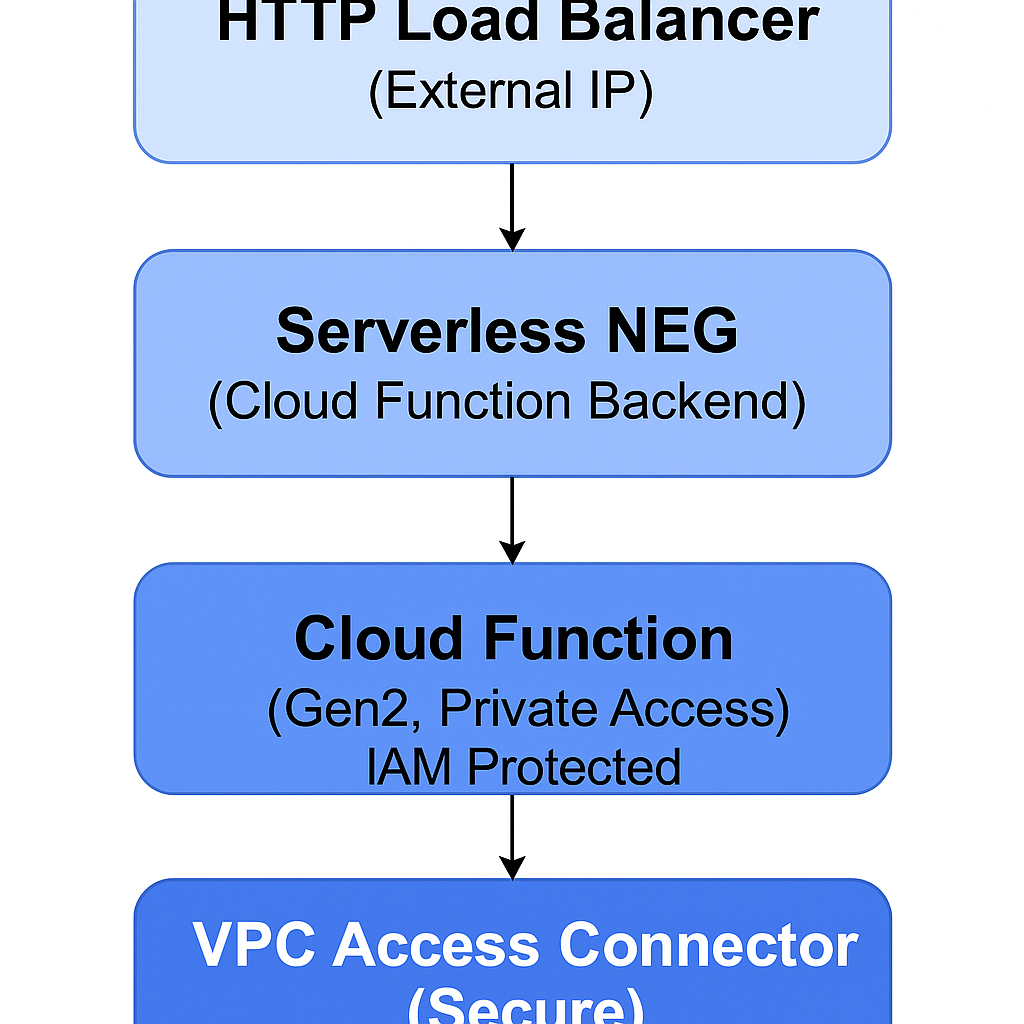 HTTP Load Balancer
(External IP)
Serverless NEG
(Cloud Function Backend)
Cloud Function
(Gen2, Private Access)
IAM Protected
VPC Access Connector
(Secure)